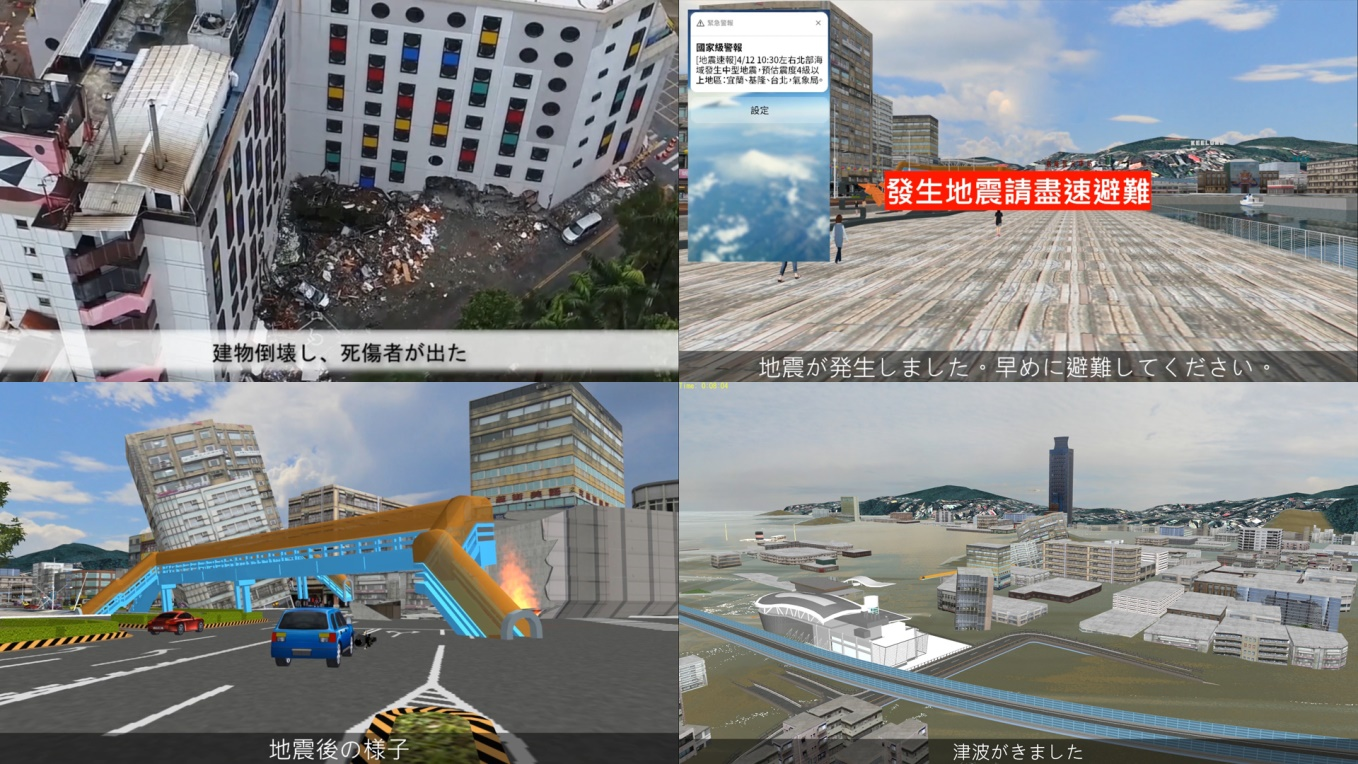 建物倒壊し、死傷者が出た
緊急警報
國家級警報
[地震速報]4/12 10:30左右北部海
域發生中型地震,預估震度4級以
上地區:宜蘭、基隆、台北,氣象局。
設定
KEELUNG
發生地震請盡速避難
地震が発生しました。早めに避難してください。
地震後の様子
Time 0:08:04
津波がきました